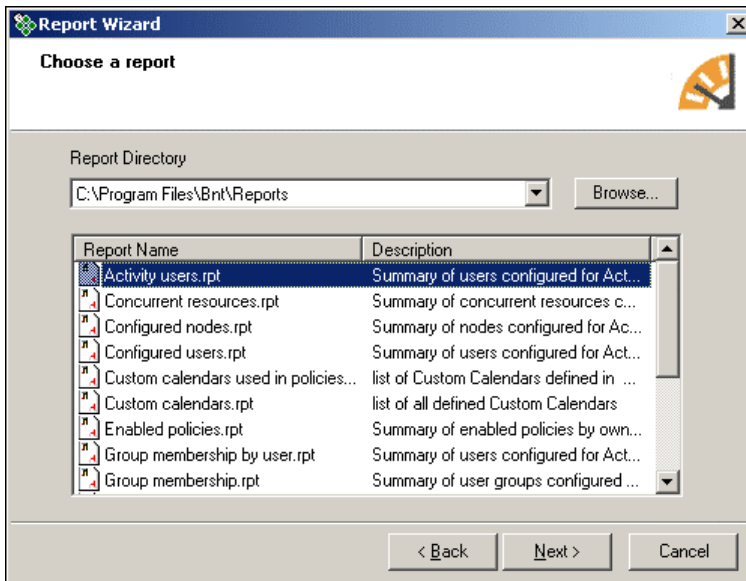 Report Wizard
Choose a report
Report Directory
C:\Program Files\Bnt\Reports
Browse...
Report Name Description
Activity users.rpt Summary of users configured for Act...
Concurrent resources.rpt Summary of concurrent resources c...
Configured nodes.rpt Summary of nodes configured for Ac...
Configured users.rpt Summary of users configured for Act...
Custom calendars used in policies... list of Custom Calendars defined in ...
Custom calendars.rpt list of all defined Custom Calendars
Enabled policies.rpt Summary of enabled policies by own...
Group membership by user.rpt Summary of users configured for Act...
Group membership.rpt Summary of user groups configured ...
< Back Next > Cancel